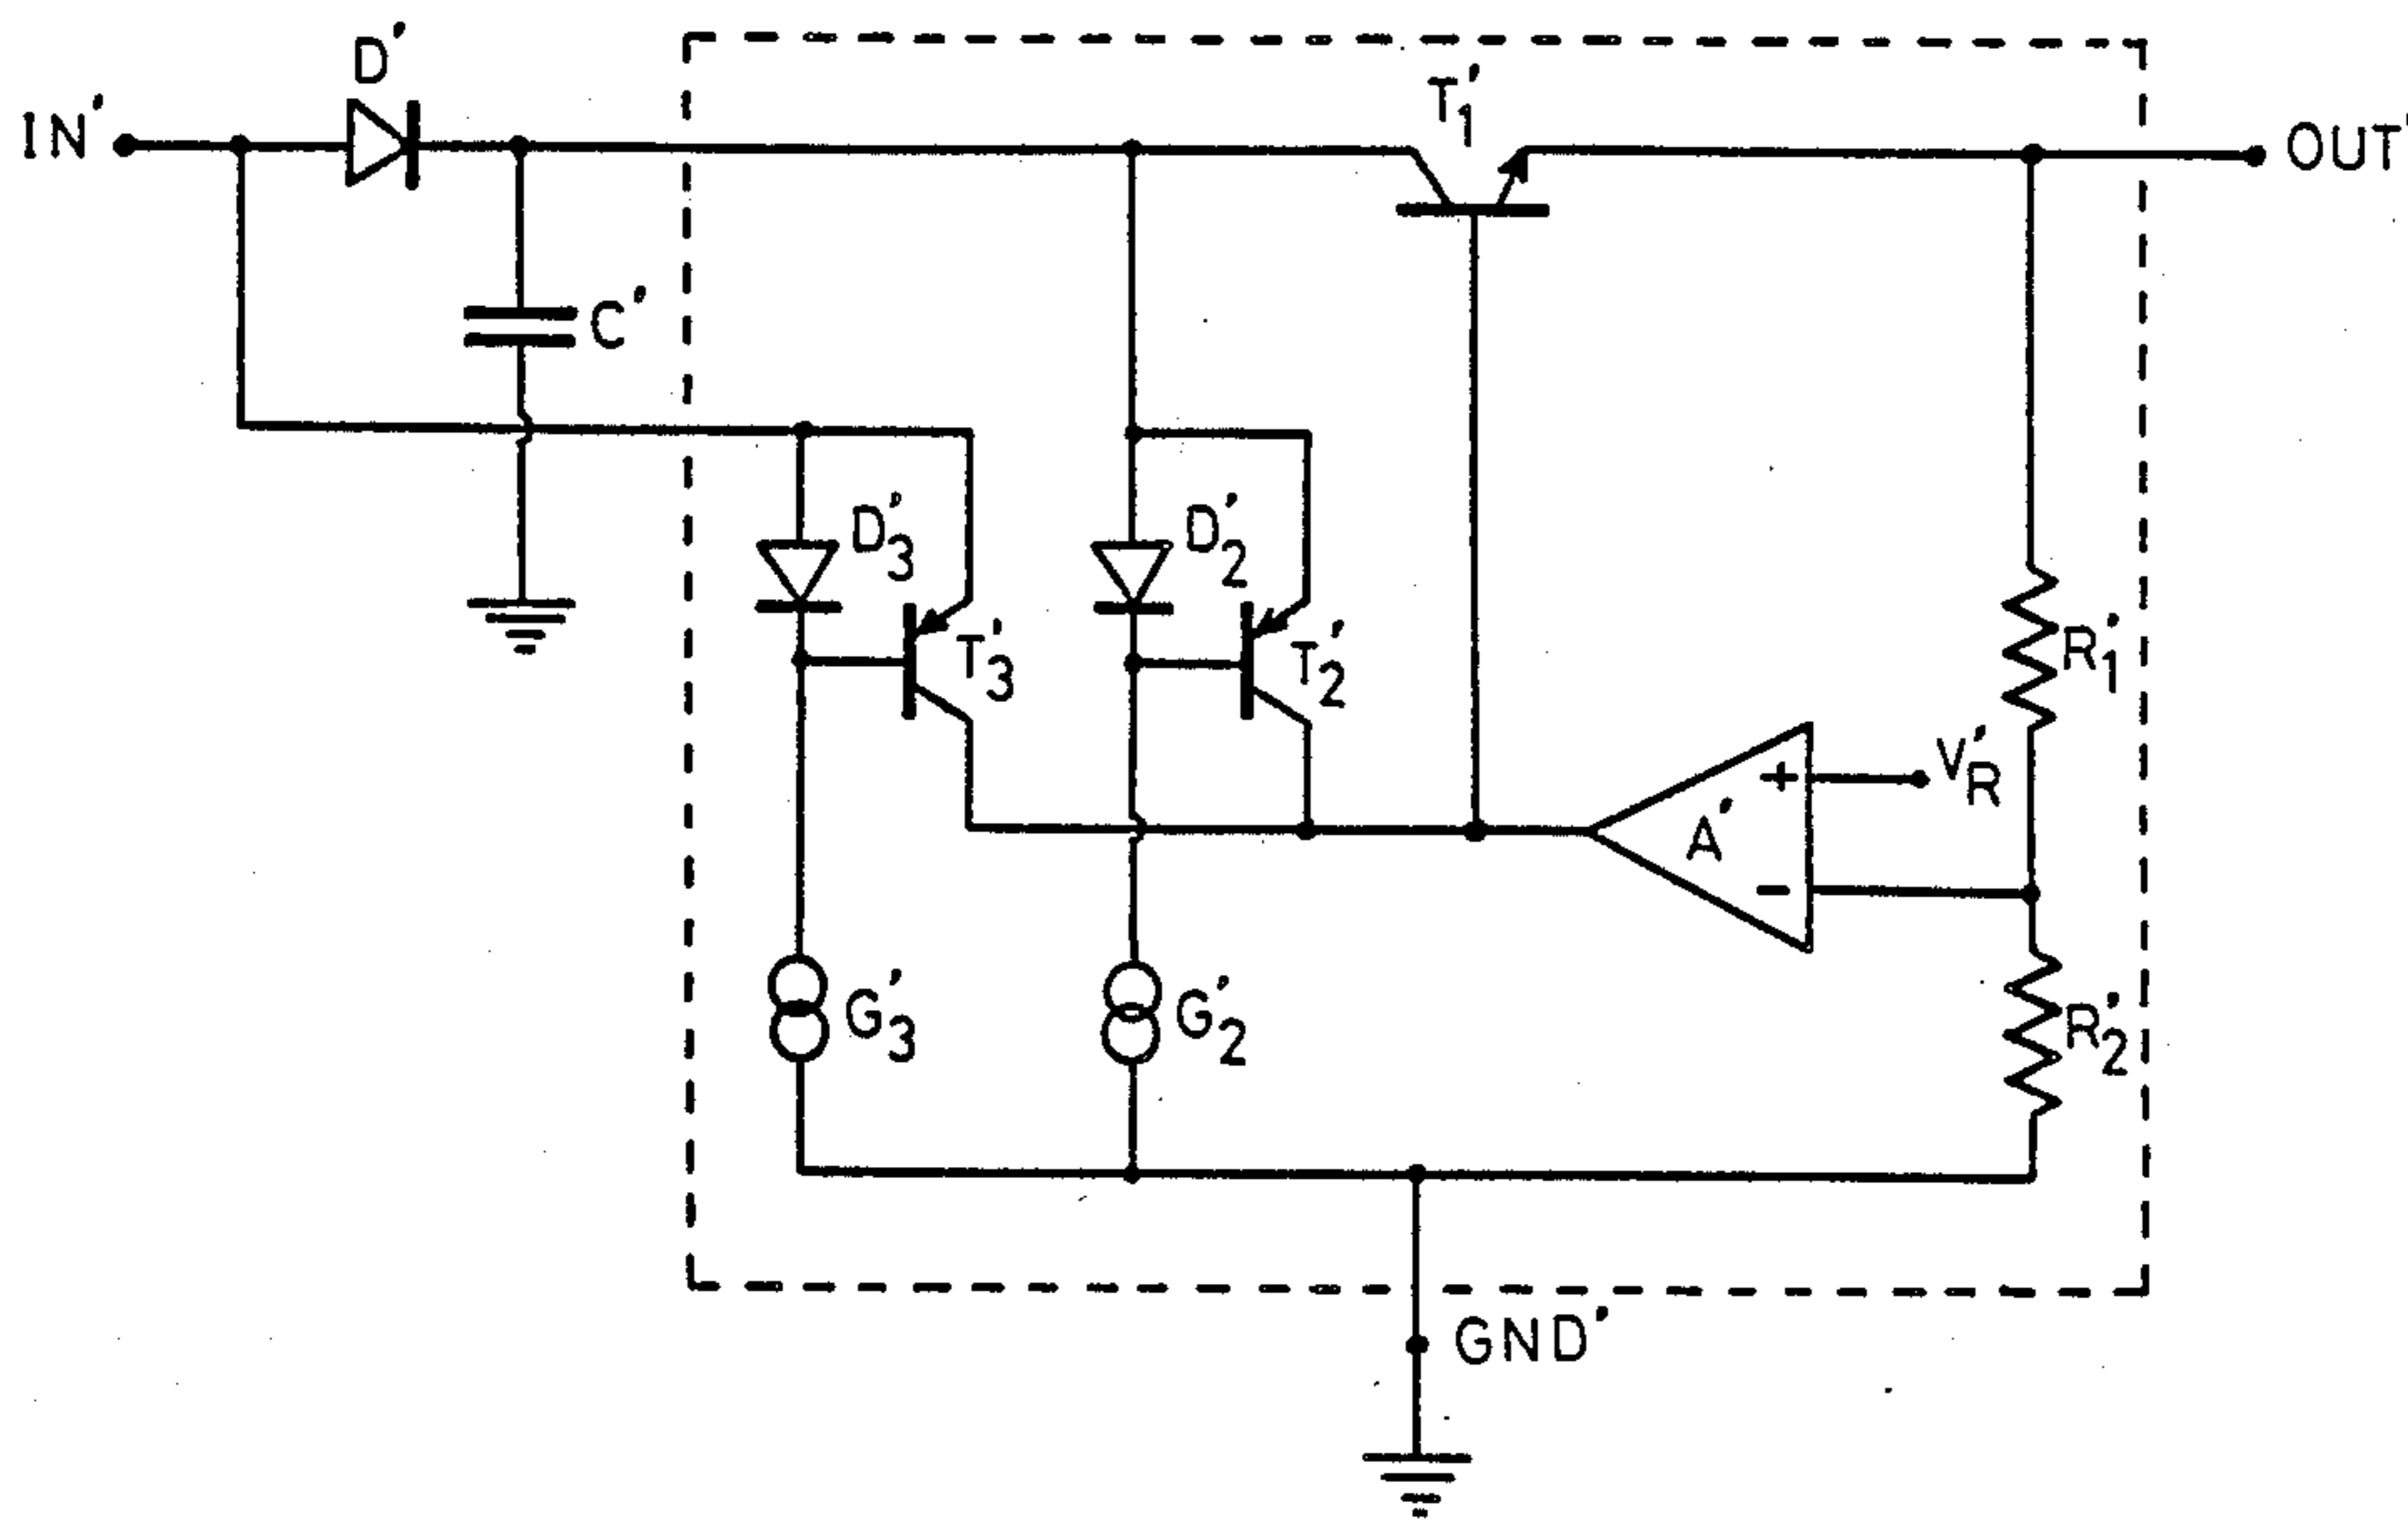 D'
IN'
T'1
OUT'
C'
D'3
D'2
T'3
T'2
R'1
V'R
+
A'
-
G'3
G'2
R'2
GND'